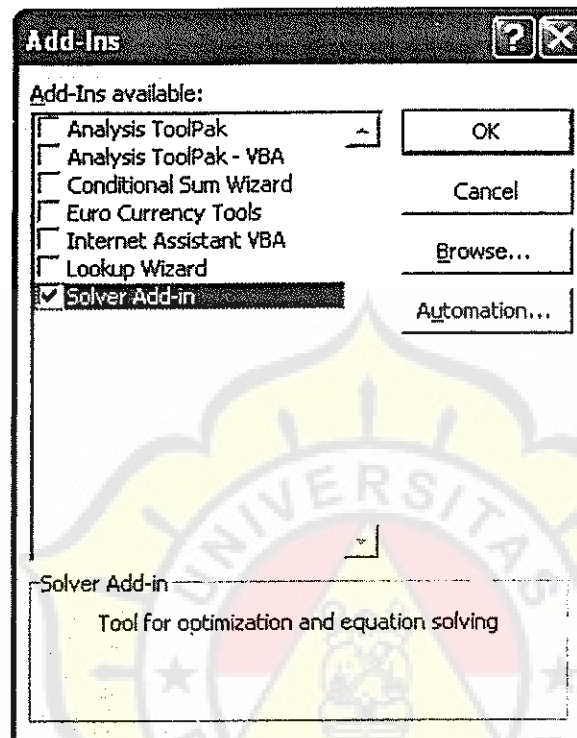 Add-Ins
Add-Ins available:
Analysis ToolPak
Analysis ToolPak - VBA
Conditional Sum Wizard
Euro Currency Tools
Internet Assistant VBA
Lookup Wizard
Solver Add-in
OK
Cancel
Browse...
Automation...
Solver Add-in
Tool for optimization and equation solving
UNIVERSITAS